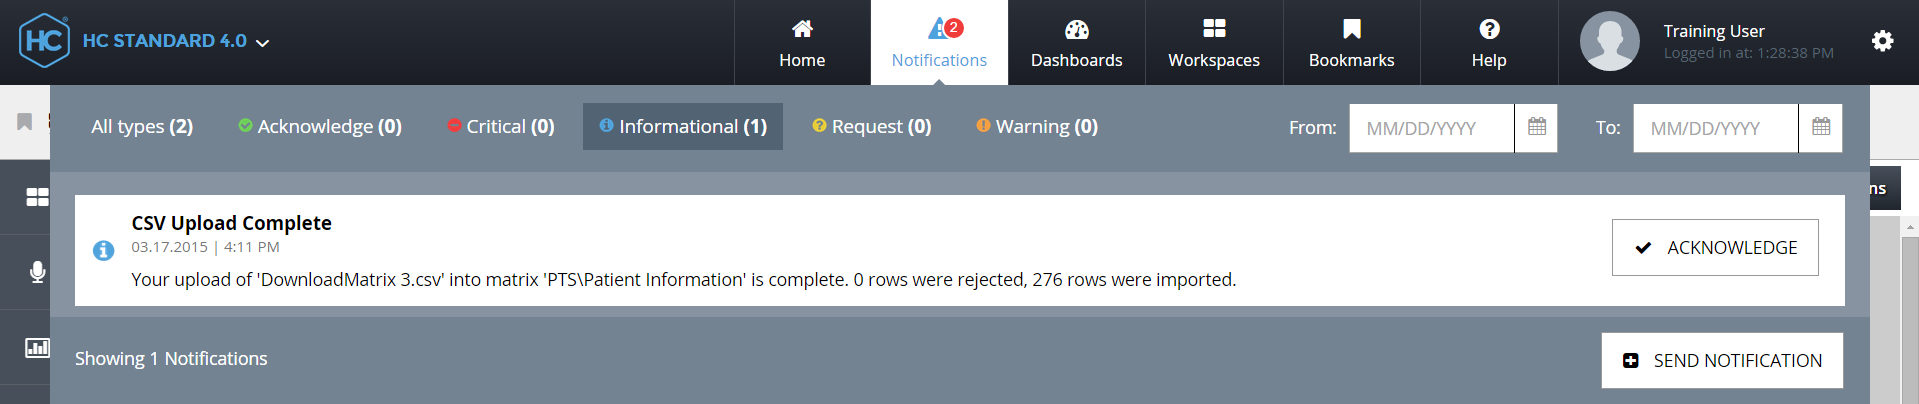 HC
HC STANDARD 4.0
Home
2
Notifications
Dashboards
Workspaces
Bookmarks
Help
Training User
Logged in at: 1:28:38 PM
All types (2)
Acknowledge (0)
Critical (0)
Informational (1)
Request (0)
Warning (0)
From:
MM/DD/YYYY
To:
MM/DD/YYYY
ns
CSV Upload Complete
03.17.2015 | 4:11 PM
Your upload of 'DownloadMatrix 3.csv' into matrix 'PTS\Patient Information' is complete. 0 rows were rejected, 276 rows were imported.
ACKNOWLEDGE
Showing 1 Notifications
SEND NOTIFICATION